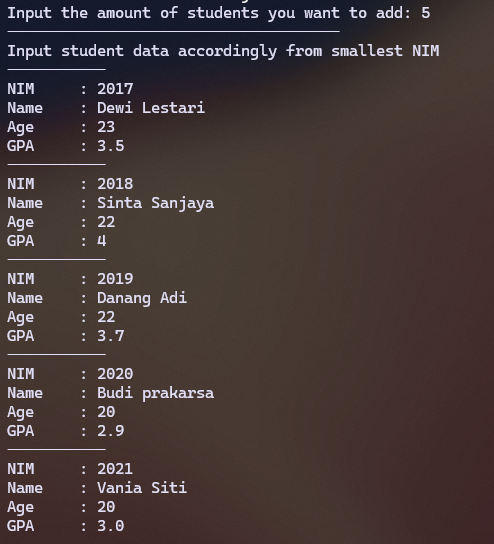 Input the amount of students you want to add: 5
Input student data accordingly from smallest NIM
NIM     : 2017
Name    : Dewi Lestari
Age     : 23
GPA     : 3.5
NIM     : 2018
Name    : Sinta Sanjaya
Age     : 22
GPA     : 4
NIM     : 2019
Name    : Danang Adi
Age     : 22
GPA     : 3.7
NIM     : 2020
Name    : Budi prakarsa
Age     : 20
GPA     : 2.9
NIM     : 2021
Name    : Vania Siti
Age     : 20
GPA     : 3.0